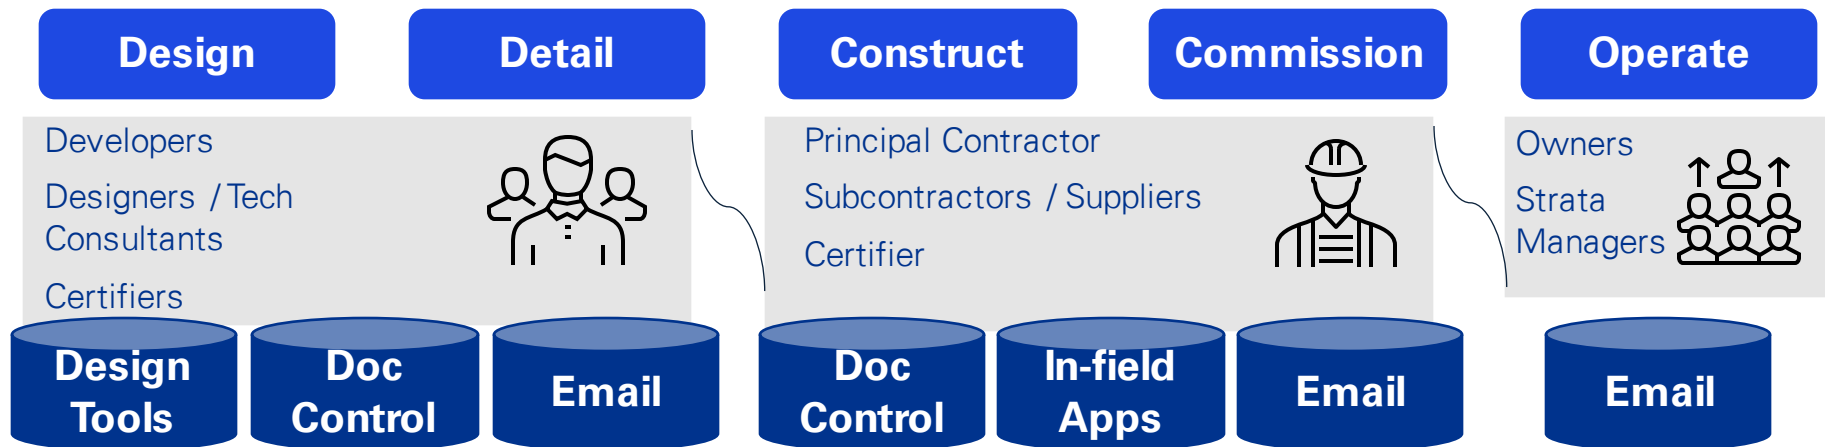 Design
Detail
Construct
Commission
Operate
Developers
Designers / Tech
Consultants
Certifiers
Principal Contractor
Subcontractors / Suppliers
Certifier
Owners
Strata
Managers
Design
Tools
Doc
Control
Email
Doc
Control
In-field
Apps
Email
Email